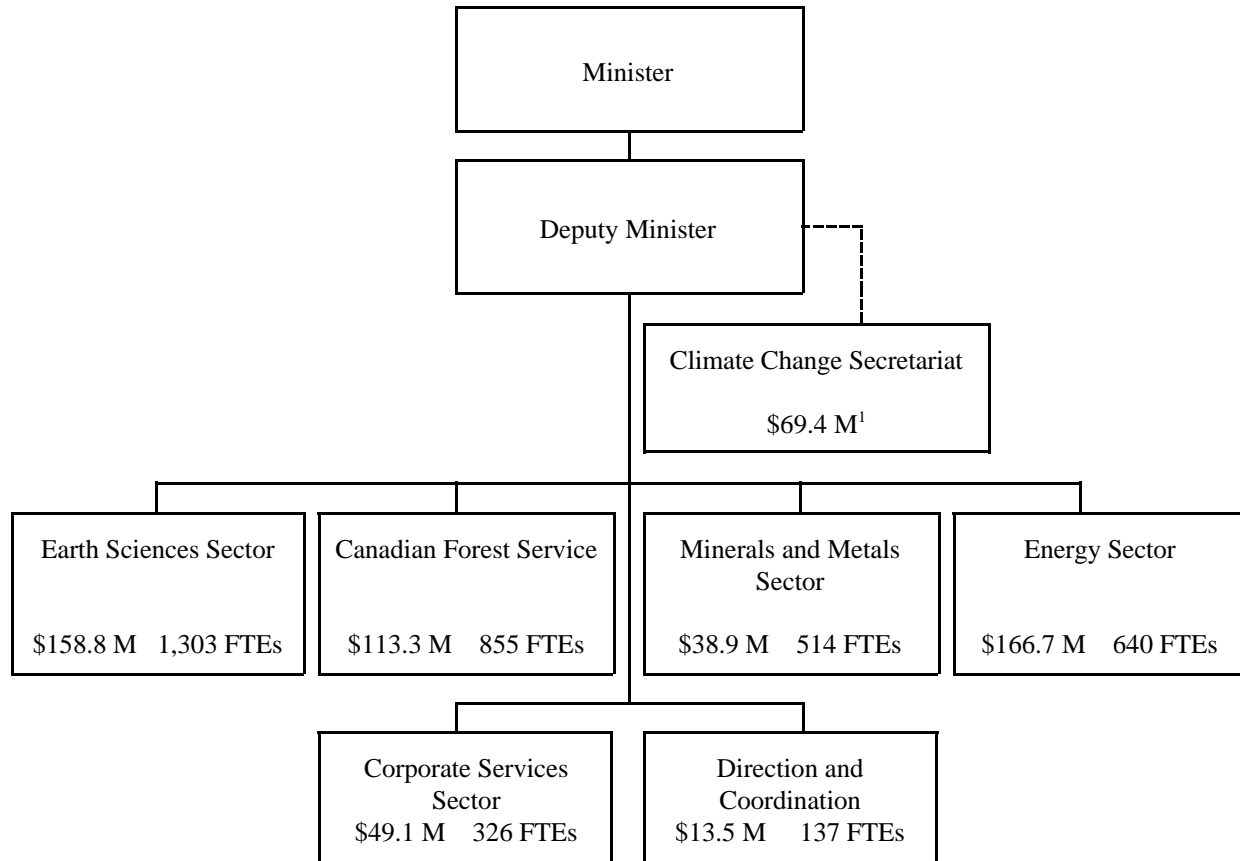 Minister
Deputy Minister
Climate Change Secretariat
$69.4 M¹
Earth Sciences Sector
$158.8 M 1,303 FTEs
Canadian Forest Service
$113.3 M 855 FTEs
Minerals and Metals
Sector
$38.9 M 514 FTEs
Energy Sector
$166.7 M 640 FTEs
Corporate Services
Sector
$49.1 M 326 FTEs
Direction and
Coordination
$13.5 M 137 FTEs